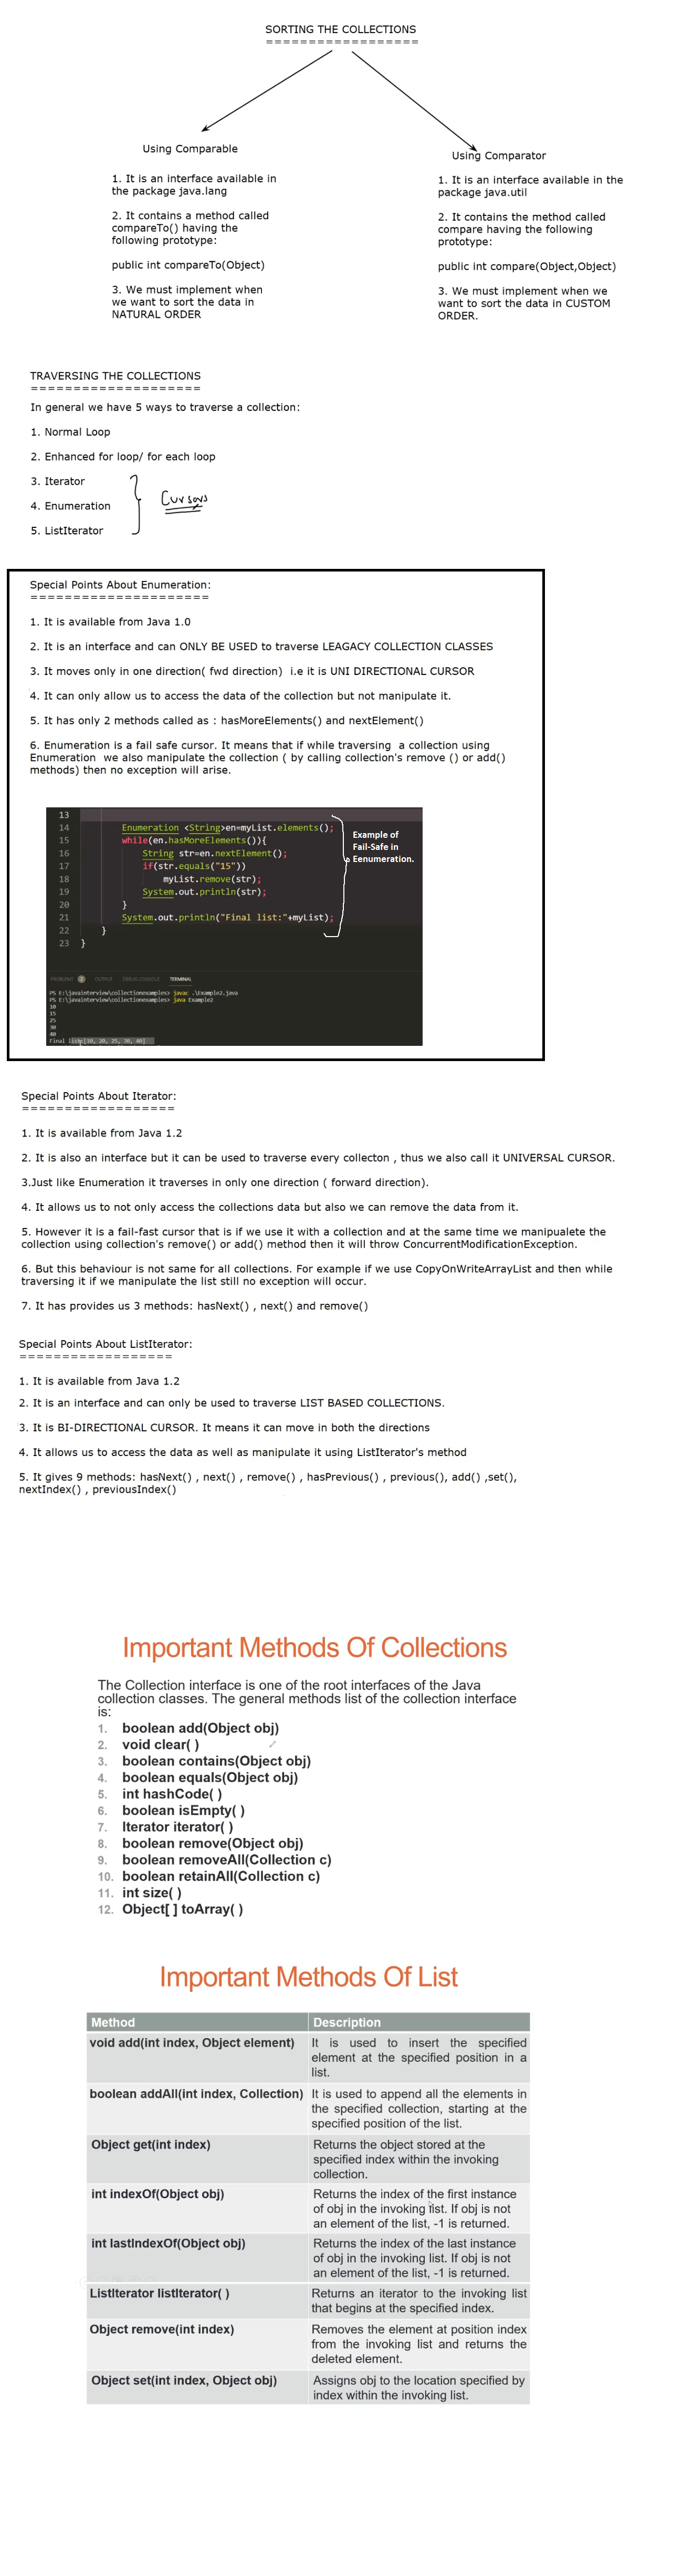 SORTING THE COLLECTIONS
==================
Using Comparable
1. It is an interface available in
the package java.lang
2. It contains a method called
compareTo() having the
following prototype:
public int compareTo(Object)
3. We must implement when
we want to sort the data in
NATURAL ORDER
Using Comparator
1. It is an interface available in the
package java.util
2. It contains the method called
compare having the following
prototype:
public int compare(Object,Object)
3. We must implement when we
want to sort the data in CUSTOM
ORDER.
TRAVERSING THE COLLECTIONS
====================
In general we have 5 ways to traverse a collection:
1. Normal Loop
2. Enhanced for loop/ for each loop
3. Iterator
4. Enumeration
5. ListIterator
Cursors
Special Points About Enumeration:
=====================
1. It is available from Java 1.0
2. It is an interface and can ONLY BE USED to traverse LEAGACY COLLECTION CLASSES
3. It moves only in one direction( fwd direction)  i.e it is UNI DIRECTIONAL CURSOR
4. It can only allow us to access the data of the collection but not manipulate it.
5. It has only 2 methods called as : hasMoreElements() and nextElement()
6. Enumeration is a fail safe cursor. It means that if while traversing  a collection using
Enumeration  we also manipulate the collection ( by calling collection's remove () or add()
methods) then no exception will arise.
13
14 Enumeration <String>en=myList.elements();
15 while(en.hasMoreElements()){
16 String str=en.nextElement();
17 if(str.equals("15"))
18 myList.remove(str);
19 System.out.println(str);
20 }
21 System.out.println("Final list:"+myList);
22 }
23 }
Example of
Fail-Safe in
Eenumeration.
PROBLEMS 2 OUTPUT DEBUG CONSOLE TERMINAL
PS E:\javainterview\collectionexamples> javac .\Example2.java
PS E:\javainterview\collectionexamples> java Example2
10
15
25
30
40
Final list:[10, 20, 25, 30, 40]
Special Points About Iterator:
==================
1. It is available from Java 1.2
2. It is also an interface but it can be used to traverse every collecton , thus we also call it UNIVERSAL CURSOR.
3.Just like Enumeration it traverses in only one direction ( forward direction).
4. It allows us to not only access the collections data but also we can remove the data from it.
5. However it is a fail-fast cursor that is if we use it with a collection and at the same time we manipualete the
collection using collection's remove() or add() method then it will throw ConcurrentModificationException.
6. But this behaviour is not same for all collections. For example if we use CopyOnWriteArrayList and then while
traversing it if we manipulate the list still no exception will occur.
7. It has provides us 3 methods: hasNext() , next() and remove()
Special Points About ListIterator:
==================
1. It is available from Java 1.2
2. It is an interface and can only be used to traverse LIST BASED COLLECTIONS.
3. It is BI-DIRECTIONAL CURSOR. It means it can move in both the directions
4. It allows us to access the data as well as manipulate it using ListIterator's method
5. It gives 9 methods: hasNext() , next() , remove() , hasPrevious() , previous(), add() ,set(),
nextIndex() , previousIndex()
Important Methods Of Collections
The Collection interface is one of the root interfaces of the Java
collection classes. The general methods list of the collection interface
is:
1. boolean add(Object obj)
2. void clear( )
3. boolean contains(Object obj)
4. boolean equals(Object obj)
5. int hashCode( )
6. boolean isEmpty( )
7. Iterator iterator( )
8. boolean remove(Object obj)
9. boolean removeAll(Collection c)
10. boolean retainAll(Collection c)
11. int size( )
12. Object[ ] toArray( )
Important Methods Of List
Method Description
void add(int index, Object element) It is used to insert the specified
element at the specified position in a
list.
boolean addAll(int index, Collection) It is used to append all the elements in
the specified collection, starting at the
specified position of the list.
Object get(int index) Returns the object stored at the
specified index within the invoking
collection.
int indexOf(Object obj) Returns the index of the first instance
of obj in the invoking list. If obj is not
an element of the list, -1 is returned.
int lastIndexOf(Object obj) Returns the index of the last instance
of obj in the invoking list. If obj is not
an element of the list, -1 is returned.
ListIterator listIterator( ) Returns an iterator to the invoking list
that begins at the specified index.
Object remove(int index) Removes the element at position index
from the invoking list and returns the
deleted element.
Object set(int index, Object obj) Assigns obj to the location specified by
index within the invoking list.